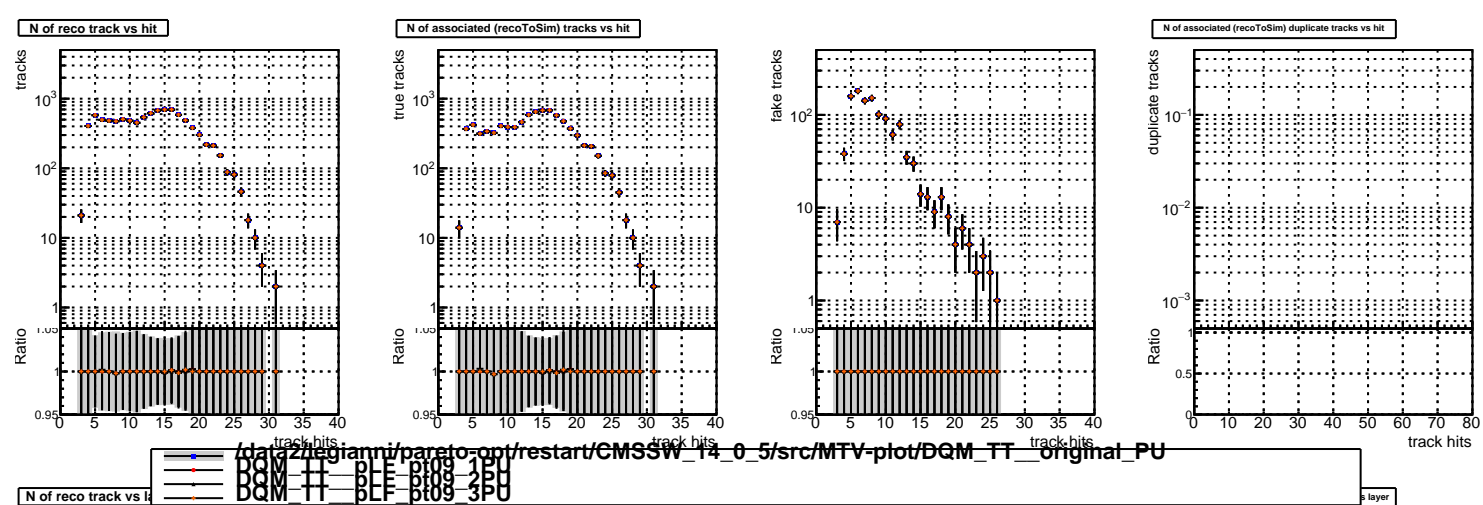 N of reco track vs hit
N of associated (recoToSim) tracks vs hit
N of associated (recoToSim) duplicate tracks vs hit
tracks
10³
10²
10
1
Ratio
1.05
1
0.95
0 5 10 15 20 25 30 35 40
track hits
true tracks
10³
10²
10
1
Ratio
1.05
1
0.95
0 5 10 15 20 25 30 35 40
track hits
fake tracks
10²
10
1
Ratio
1.05
1
0.95
0 5 10 15 20 25 30 35 40
track hits
duplicate tracks
10⁻¹
10⁻²
10⁻³
Ratio
1
0.5
0
0 10 20 30 40 50 60 70 80
track hits
/data2/legianni/pareto-opt/restart/CMSSW_14_0_5/src/MTV-plot/DQM_TT__original_PU
DQM_TT__pLF_pt09_1PU
DQM_TT__pLF_pt09_2PU
DQM_TT__pLF_pt09_3PU
N of reco track vs la
s layer